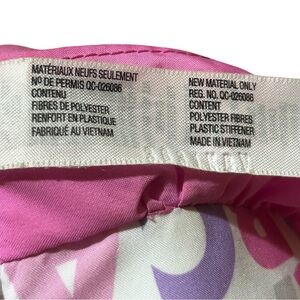 MATÉRIAUX NEUFS SEULEMENT
Nº DE PERMIS QC-026086
CONTENU
FIBRES DE POLYESTER
RENFORT EN PLASTIQUE
FABRIQUÉ AU VIETNAM
NEW MATERIAL ONLY
REG. NO. QC-026086
CONTENT
POLYESTER FIBRES
PLASTIC STIFFENER
MADE IN VIETNAM